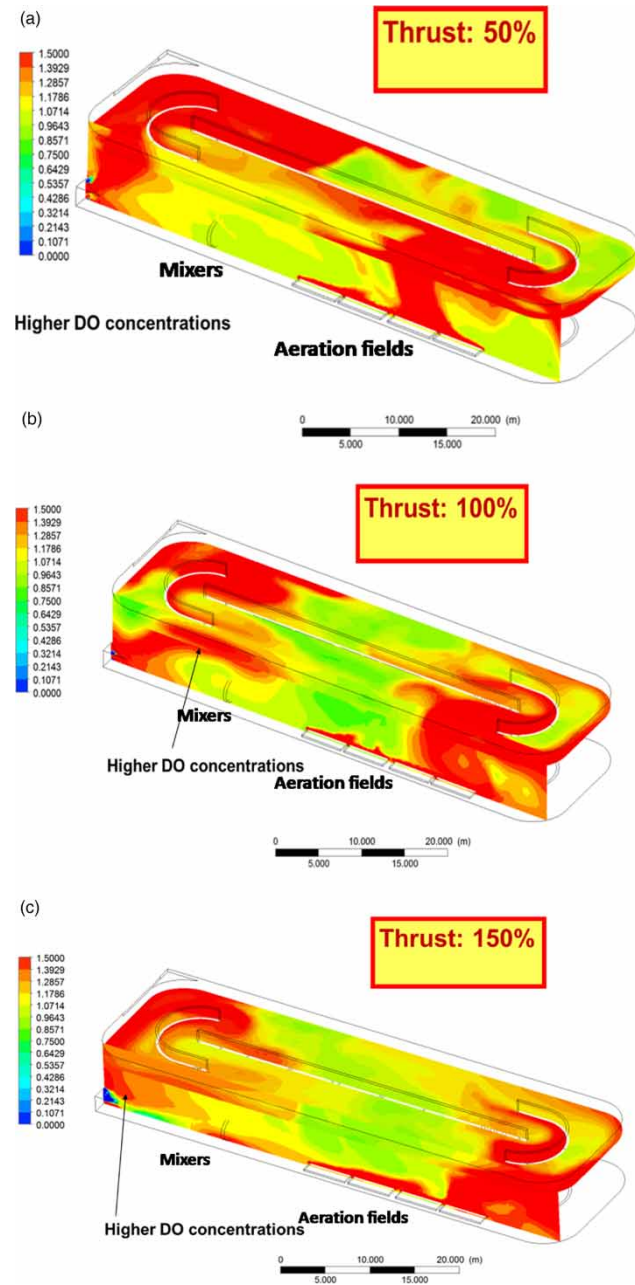 (a)
Thrust: 50%
1.5000
1.3929
1.2857
1.1786
1.0714
0.9643
0.8571
0.7500
0.6429
0.5357
0.4286
0.3214
0.2143
0.1071
0.0000
Mixers
Higher DO concentrations
Aeration fields
0 10.000 20.000 (m)
5.000 15.000
(b)
Thrust: 100%
1.5000
1.3929
1.2857
1.1786
1.0714
0.9643
0.8571
0.7500
0.6429
0.5357
0.4286
0.3214
0.2143
0.1071
0.0000
Mixers
Higher DO concentrations
Aeration fields
0 10.000 20.000 (m)
5.000 15.000
(c)
Thrust: 150%
1.5000
1.3929
1.2857
1.1786
1.0714
0.9643
0.8571
0.7500
0.6429
0.5357
0.4286
0.3214
0.2143
0.1071
0.0000
Mixers
Higher DO concentrations
Aeration fields
0 10.000 20.000 (m)
5.000 15.000